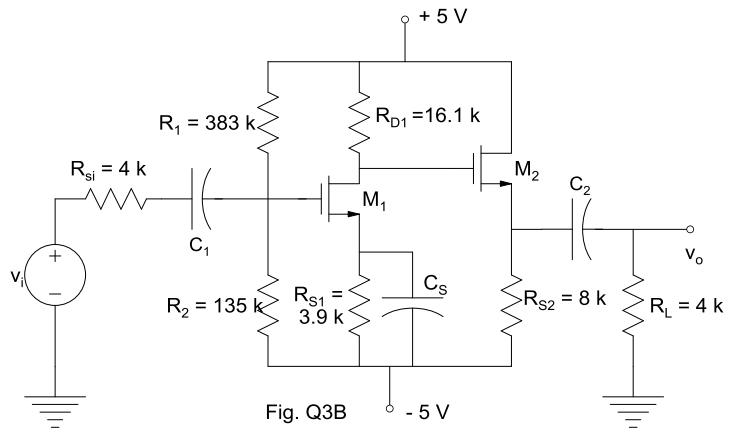 + 5 V
R1 = 383 k
RD1 =16.1 k
Rsi = 4 k
M2
C2
M1
C1
vo
+
vi
−
R2 = 135 k
RS1 =
3.9 k
CS
RS2 = 8 k
RL = 4 k
Fig. Q3B
- 5 V